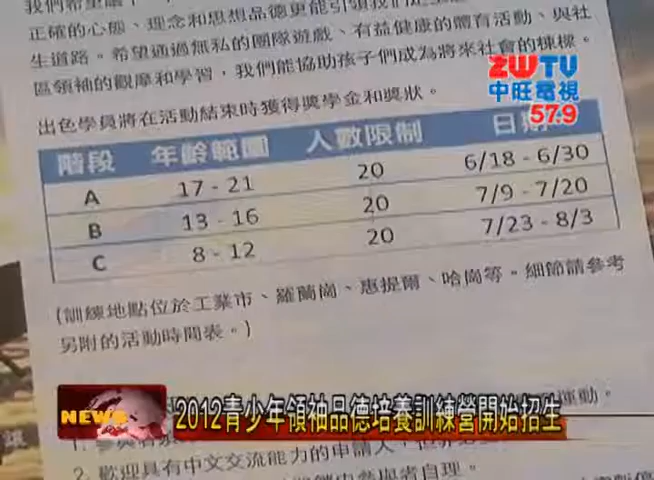 正確的心態、理念和思想品德更能引領我們
生道路。希望通過無私的團隊遊戲、有益健康的體育活動、與社
區領袖的觀摩和學習，我們能協助孩子們成為將來社會的棟樑。
ZWTV
中旺電視
57.9
出色學員將在活動結束時獲得獎學金和獎狀。
階段 年齡範圍 人數限制 日期
A 17 - 21 20 6/18 - 6/30
B 13 - 16 20 7/9 - 7/20
C 8 - 12 20 7/23 - 8/3
(訓練地點位於工業市、羅蘭崗、惠提爾、哈崗等。細節請參考
另附的活動時間表。)
NEWS
2012青少年領袖品德培養訓練營開始招生
運動。
2. 歡迎具有中文交流能力的申請人，